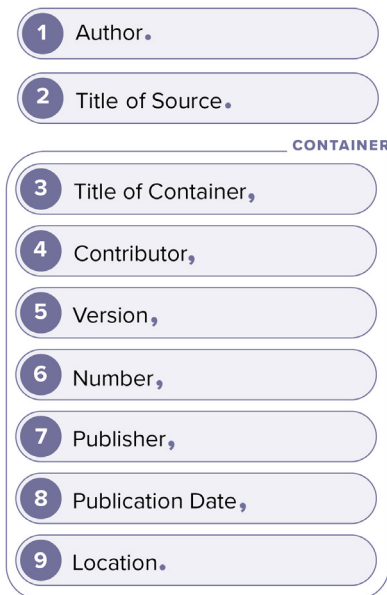 1 Author.
2 Title of Source.
CONTAINER
3 Title of Container,
4 Contributor,
5 Version,
6 Number,
7 Publisher,
8 Publication Date,
9 Location.